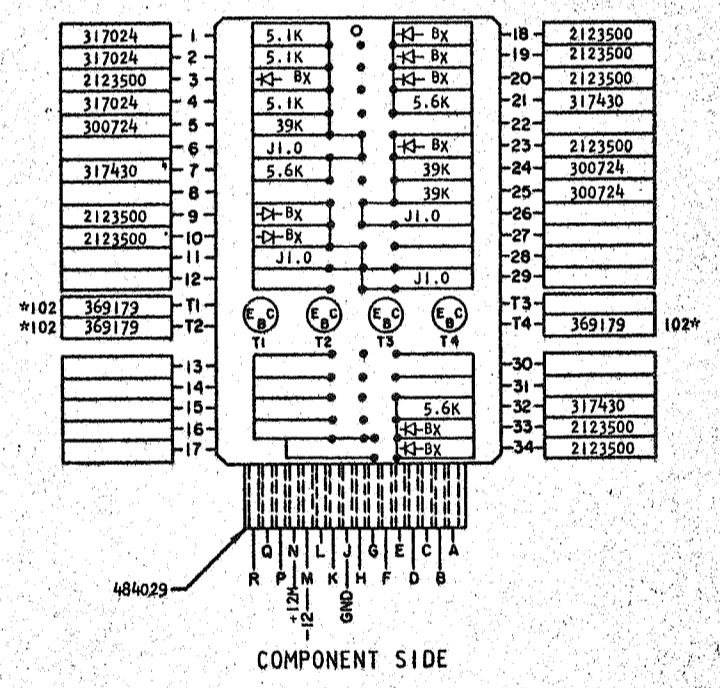 317024 1 5.1K BX 18 2123500
317024 2 5.1K BX 19 2123500
2123500 3 BX BX 20 2123500
317024 4 5.1K 5.6K 21 317430
300724 5 39K 22
6 J1.0 BX 23 2123500
317430 7 5.6K 39K 24 300724
8 39K 25 300724
2123500 9 BX J1.0 26
2123500 10 BX 27
11 J1.0 28
12 J1.0 29
*102 369179 T1 E B C E B C E B C E B C T3
*102 369179 T2 T4 369179 102*
T1 T2 T3 T4
13 30
14 31
15 5.6K 32 317430
16 BX 33 2123500
17 BX 34 2123500
Q N L J G E C A
R P M K H F D B
484029
+12M
-12
GND
COMPONENT SIDE